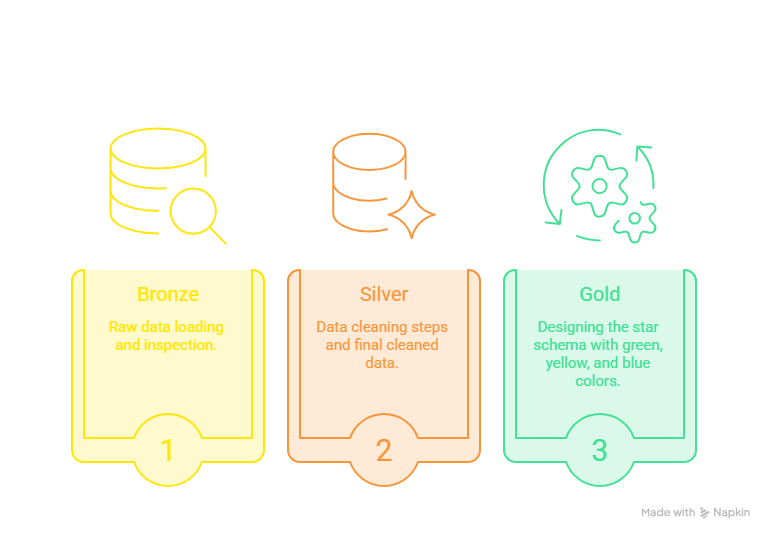 Bronze
Raw data loading
and inspection.
1
Silver
Data cleaning steps
and final cleaned
data.
2
Gold
Designing the star
schema with green,
yellow, and blue
colors.
3
Made with Napkin